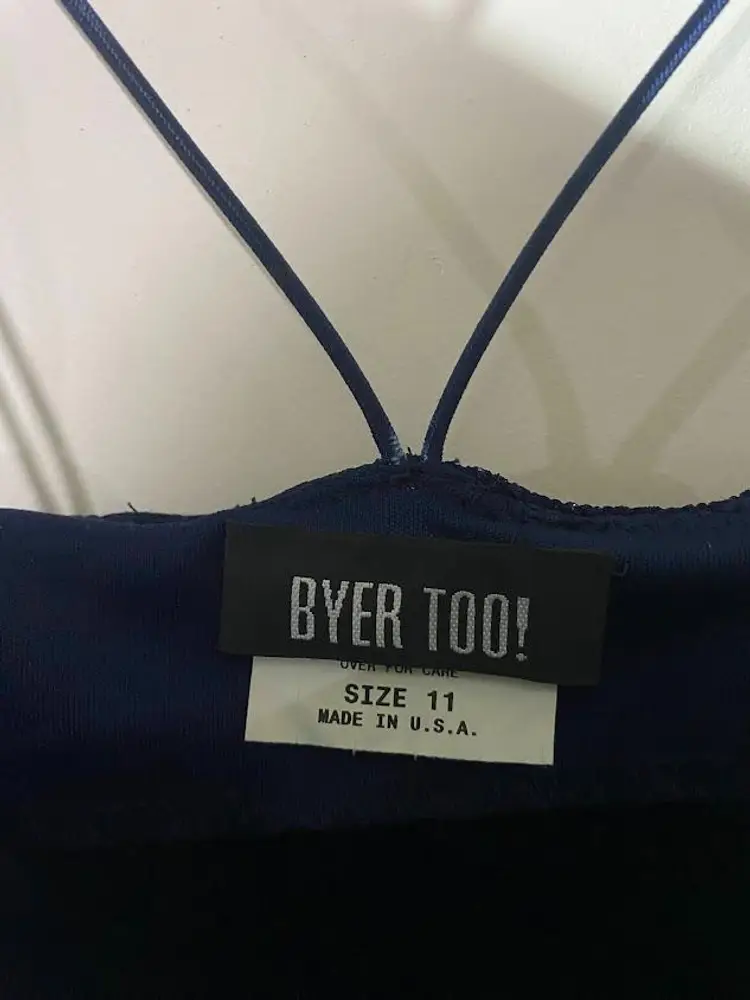 BYER TOO!
OVER FOR CARE
SIZE 11
MADE IN U.S.A.